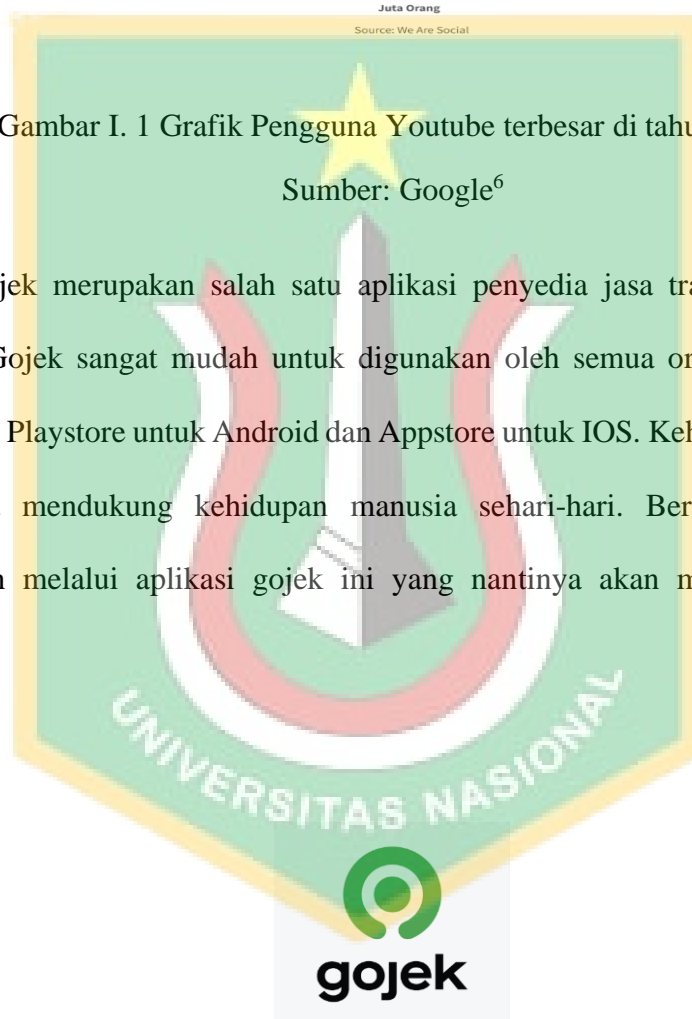 Juta Orang
Source: We Are Social
Gambar I. 1 Grafik Pengguna Youtube terbesar di tahu
Sumber: Google⁶
jek merupakan salah satu aplikasi penyedia jasa tra
Gojek sangat mudah untuk digunakan oleh semua or
Playstore untuk Android dan Appstore untuk IOS. Keh
mendukung kehidupan manusia sehari-hari. Ber
melalui aplikasi gojek ini yang nantinya akan m
UNIVERSITAS NASIONAL
gojek